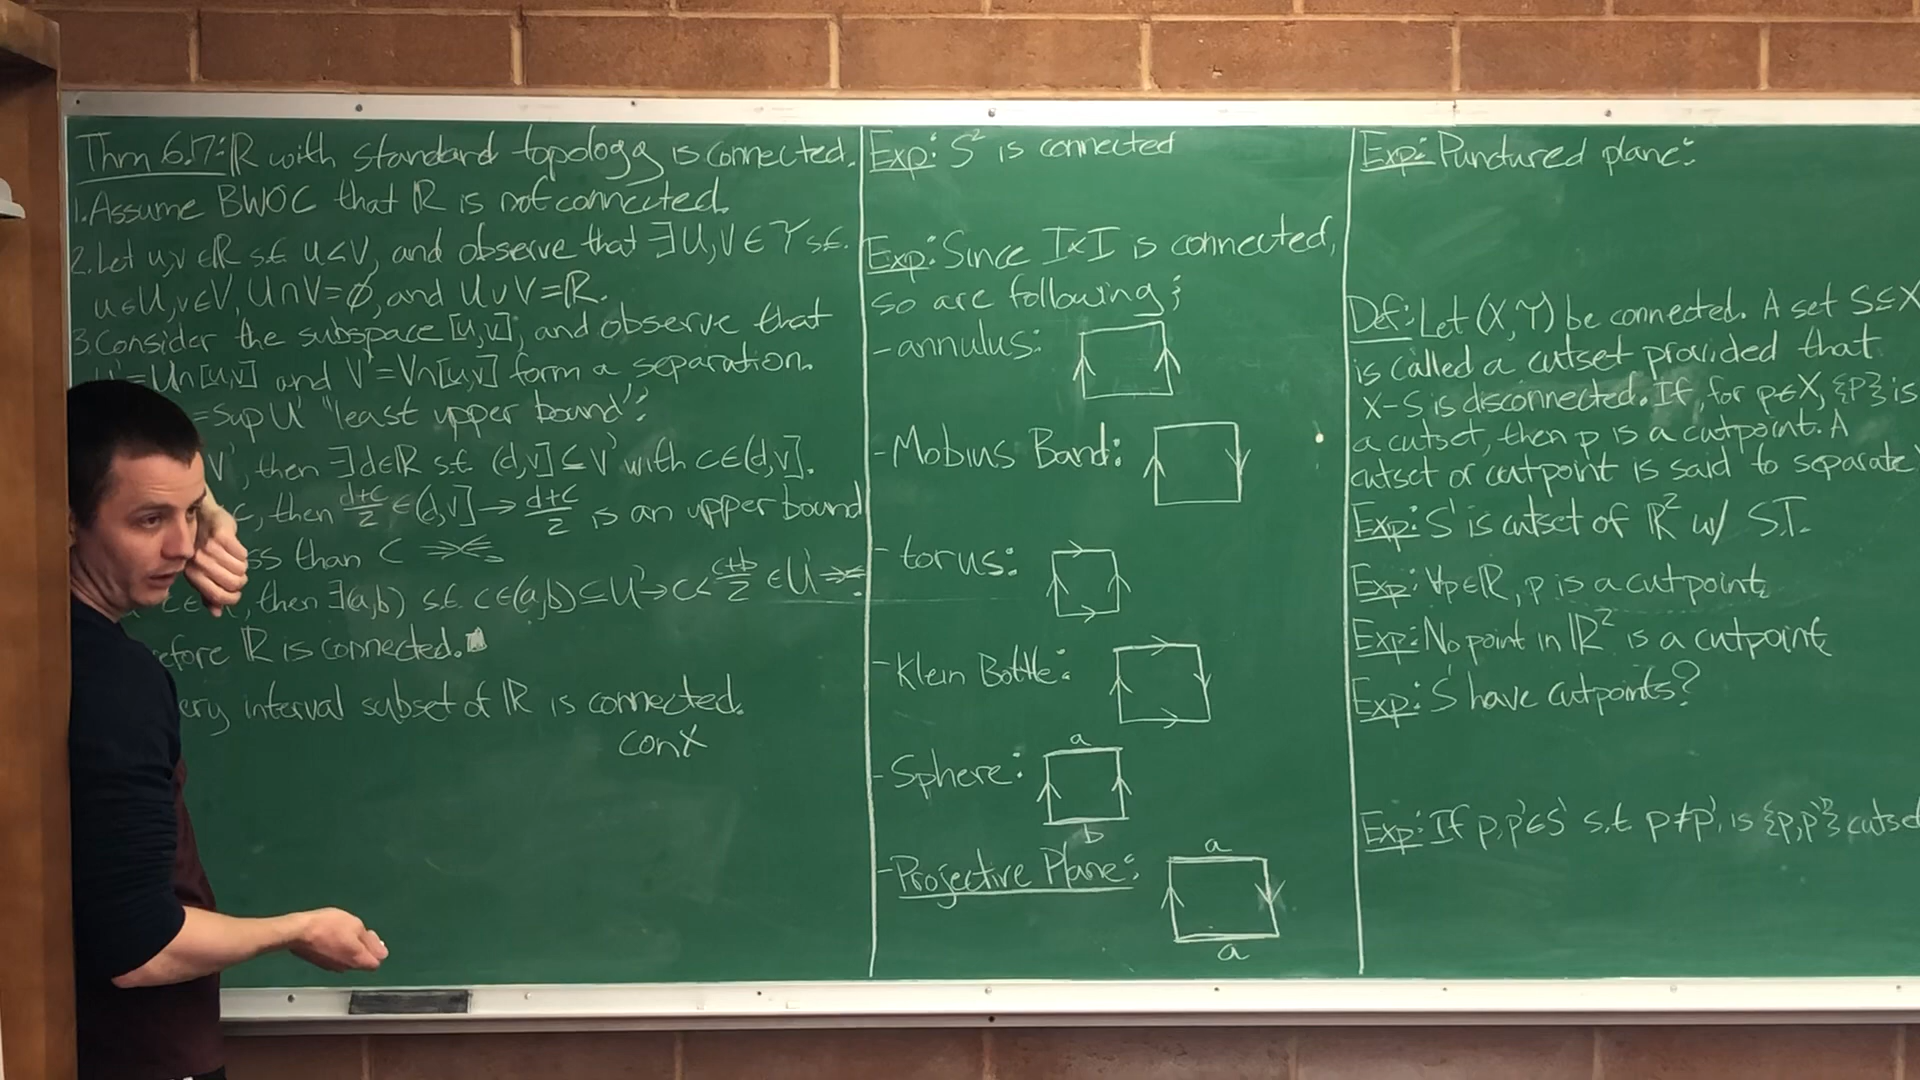 Thm 6.17: ℝ with standard topology is connected.
1. Assume BWOC that ℝ is not connected.
2. Let u,v ∈ ℝ s.t. u<v, and observe that ∃U,V ∈ 𝒯 s.t.
u∈U, v∈V, U∩V=∅, and U∪V=ℝ.
3. Consider the subspace [u,v], and observe that
U'=U∩[u,v] and V'=V∩[u,v] form a separation.
=sup U' "least upper bound".
V', then ∃d∈ℝ s.t. (d,v]⊆V' with c∈(d,v].
c, then (d+c)/2 ∈(d,v] → (d+c)/2 is an upper bound
ss than c
c∈U', then ∃(a,b) s.t. c∈(a,b)⊆U'→c<(c+b)/2 ∈U'
efore ℝ is connected.
ery interval subset of ℝ is connected.
conX
Exp: S² is connected
Exp: Since I×I is connected,
so are following:
- annulus:
- Mobius Band:
- torus:
- Klein Bottle:
a
- Sphere:
b
a
- Projective Plane:
a
Exp: Punctured plane:
Def: Let (X,𝒯) be connected. A set S⊆X
is called a cutset provided that
X-S is disconnected. If, for p∈X, {p} is
a cutset, then p is a cutpoint. A
cutset or cutpoint is said to separate
Exp: S¹ is cutset of ℝ² w/ S.T.
Exp: ∀p∈ℝ, p is a cutpoint
Exp: No point in ℝ² is a cutpoint
Exp: S¹ have cutpoints?
Exp: If p,p'∈S¹ s.t. p≠p', is {p,p'} cutse